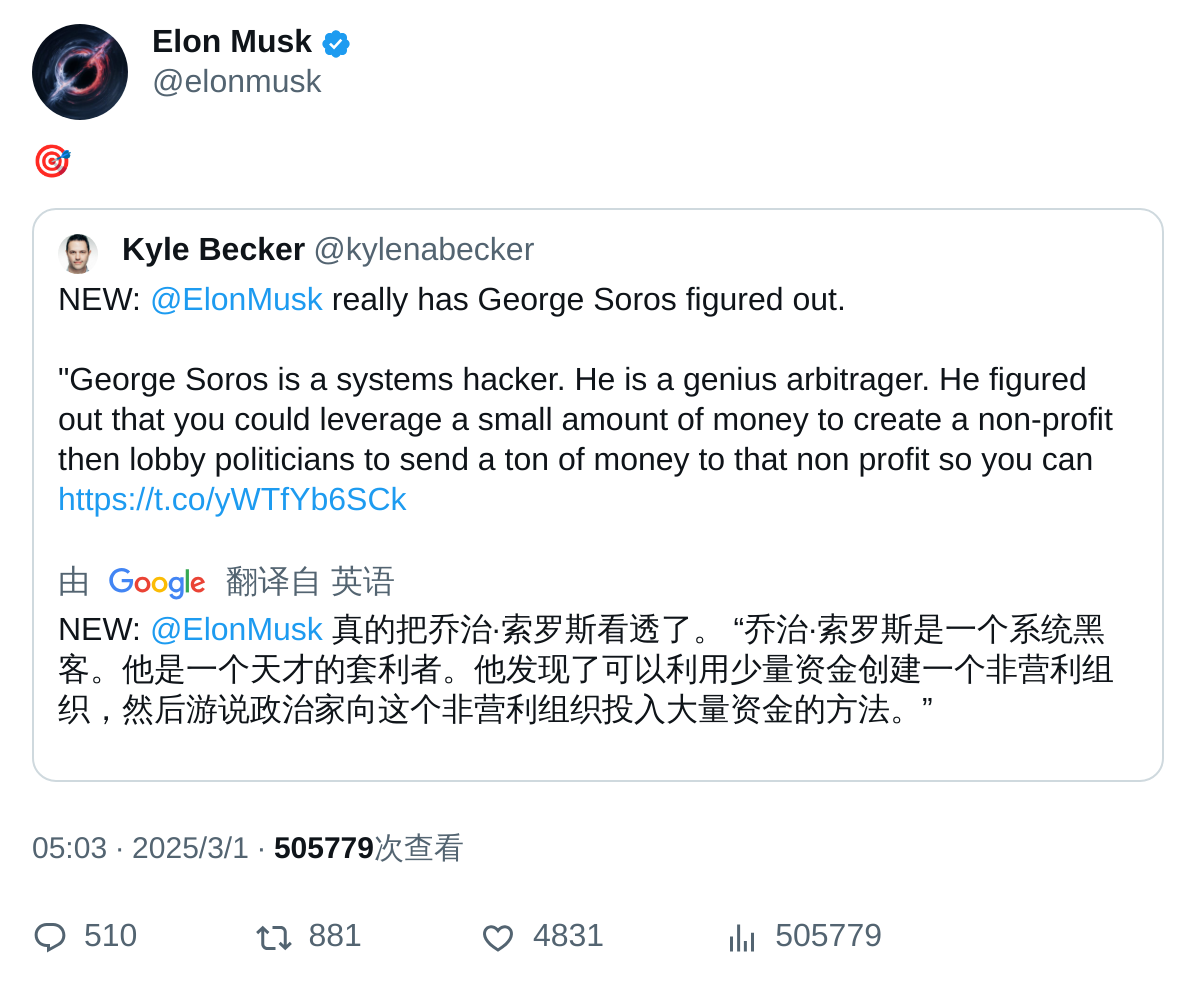 Elon Musk
@elonmusk
🎯
Kyle Becker @kylenabecker
NEW: @ElonMusk really has George Soros figured out.
"George Soros is a systems hacker. He is a genius arbitrager. He figured
out that you could leverage a small amount of money to create a non-profit
then lobby politicians to send a ton of money to that non profit so you can
https://t.co/yWTfYb6SCk
由 Google 翻译自 英语
NEW: @ElonMusk 真的把乔治·索罗斯看透了。 “乔治·索罗斯是一个系统黑
客。他是一个天才的套利者。他发现了可以利用少量资金创建一个非营利组
织，然后游说政治家向这个非营利组织投入大量资金的方法。”
05:03 · 2025/3/1 · 505779次查看
510 881 4831 505779